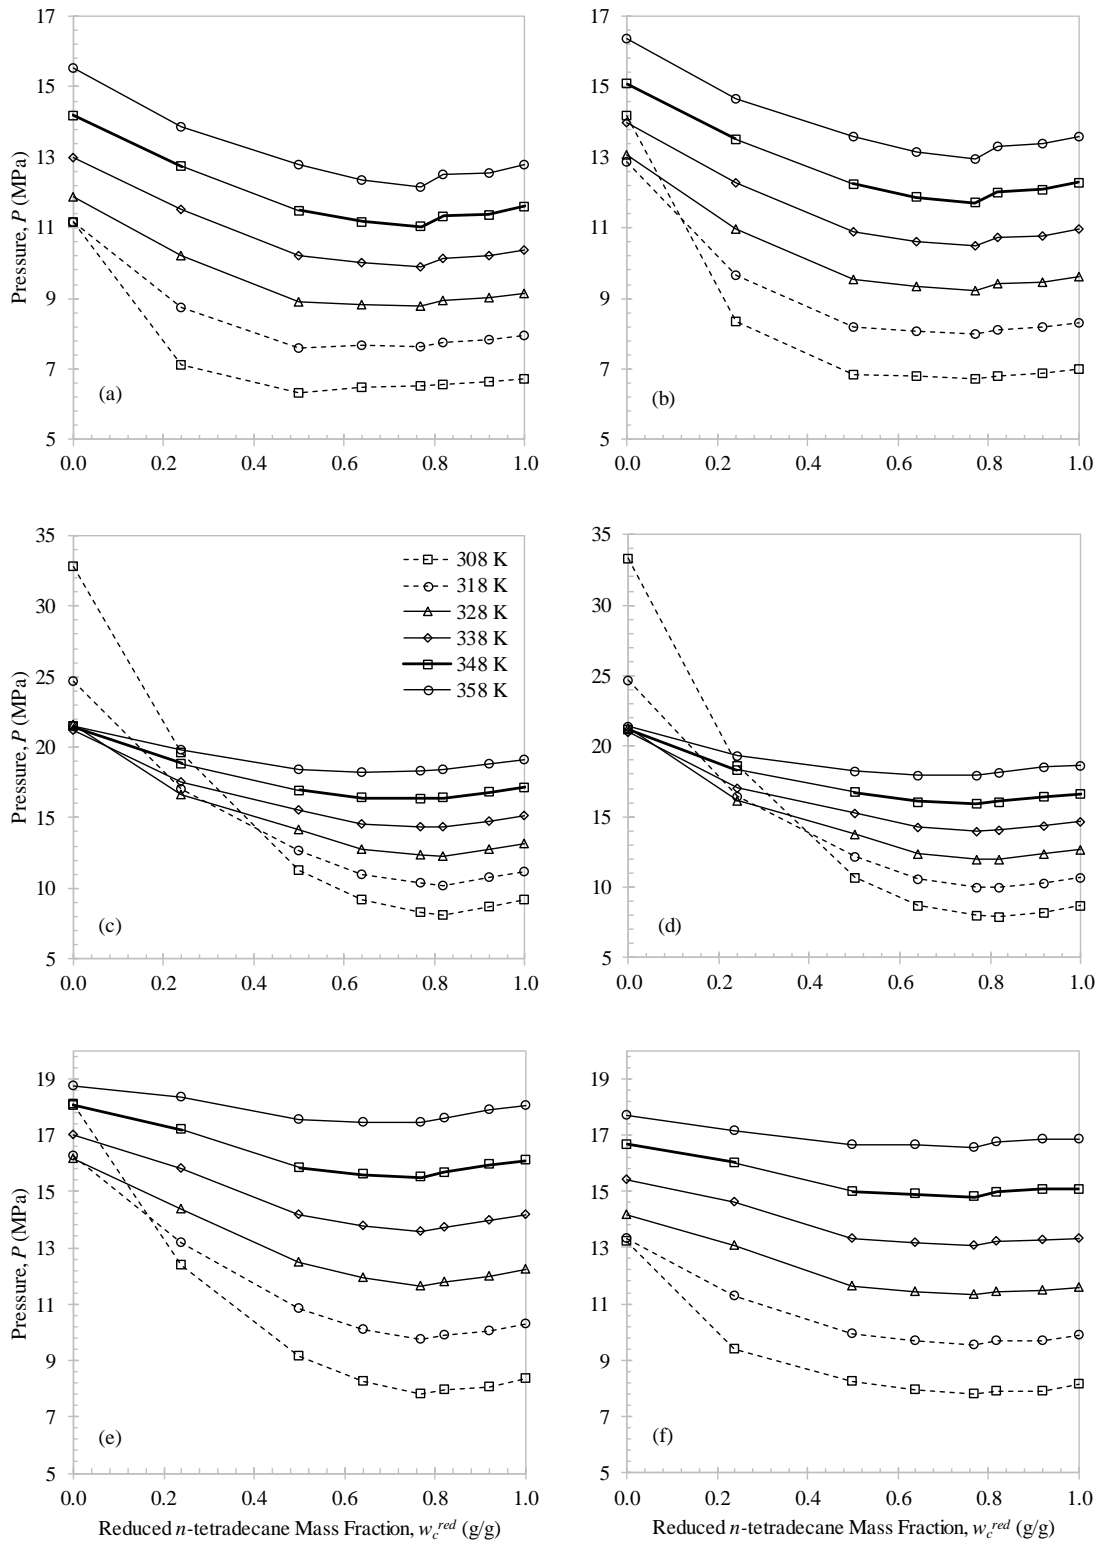 17
15
13
11
9
7
5
Pressure, P (MPa)
(a)
0.0 0.2 0.4 0.6 0.8 1.0
17
15
13
11
9
7
5
(b)
0.0 0.2 0.4 0.6 0.8 1.0
35
30
25
20
15
10
5
308 K
318 K
328 K
338 K
348 K
358 K
(c)
0.0 0.2 0.4 0.6 0.8 1.0
35
30
25
20
15
10
5
(d)
0.0 0.2 0.4 0.6 0.8 1.0
Pressure, P (MPa)
19
17
15
13
11
9
7
5
Pressure, P (MPa)
(e)
0.0 0.2 0.4 0.6 0.8 1.0
Reduced n-tetradecane Mass Fraction, w_c^red (g/g)
19
17
15
13
11
9
7
5
(f)
0.0 0.2 0.4 0.6 0.8 1.0
Reduced n-tetradecane Mass Fraction, w_c^red (g/g)